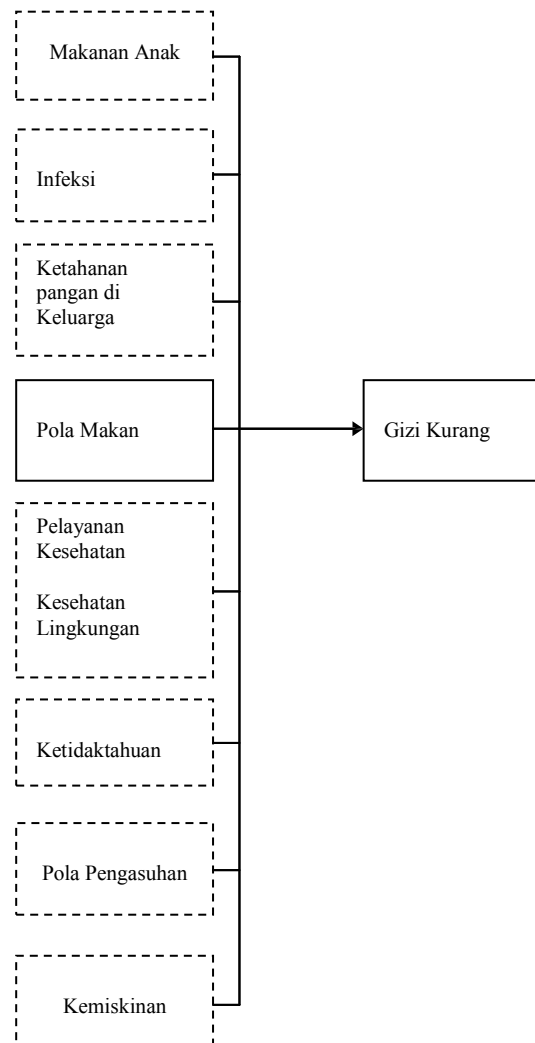 Makanan Anak
Infeksi
Ketahanan
pangan di
Keluarga
Pola Makan
Gizi Kurang
Pelayanan
Kesehatan
Kesehatan
Lingkungan
Ketidaktahuan
Pola Pengasuhan
Kemiskinan